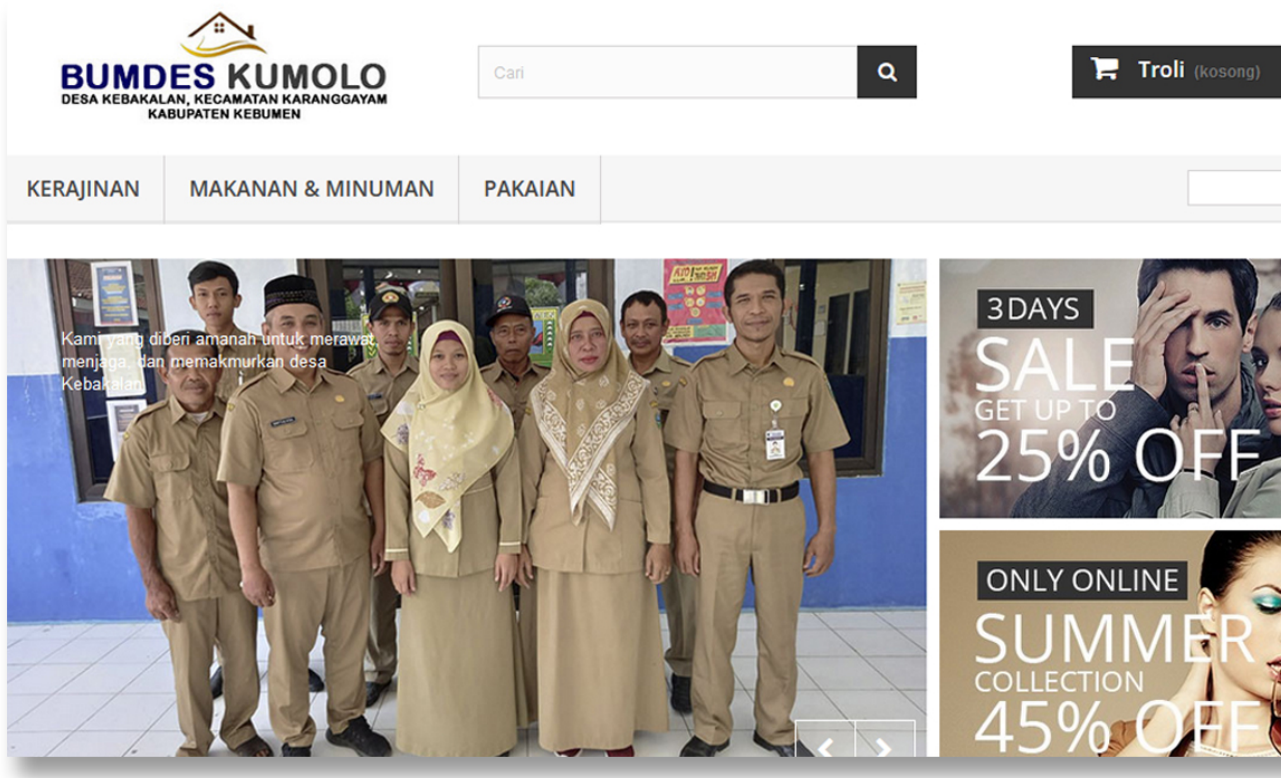 BUMDES KUMOLO
DESA KEBAKALAN, KECAMATAN KARANGGAYAM
KABUPATEN KEBUMEN
Cari
Troli (kosong)
KERAJINAN
MAKANAN & MINUMAN
PAKAIAN
Kami yang diberi amanah untuk merawat,
menjaga, dan memakmurkan desa
Kebakalan.
3 DAYS
SALE
GET UP TO
25% OFF
ONLY ONLINE
SUMMER
COLLECTION
45% OFF